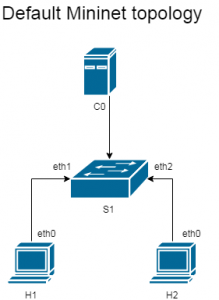 Default Mininet topology
C0
eth1 eth2
S1
eth0 eth0
H1 H2